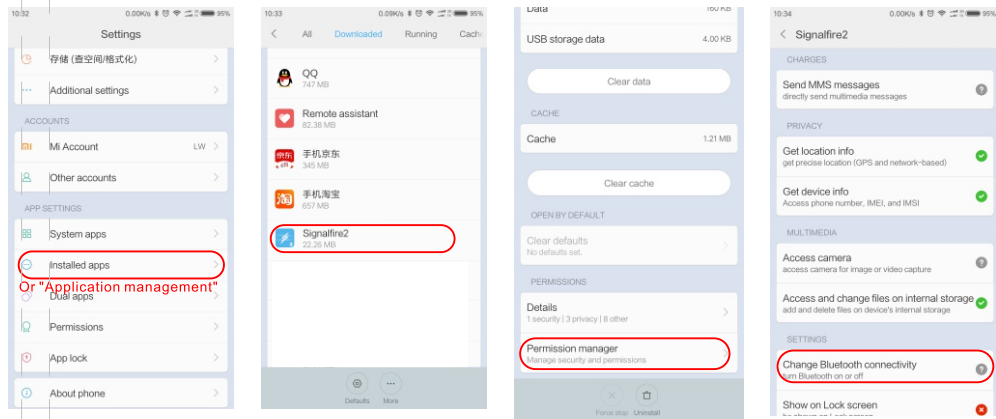 10:32
0.00K/s
95%
Settings
存储 (查空间/格式化)
Additional settings
ACCOUNTS
Mi Account
LW
Other accounts
APP SETTINGS
System apps
Installed apps
Or "Application management"
Dual apps
Permissions
App lock
About phone
10:33
0.09K/s
95%
All
Downloaded
Running
QQ
747 MB
Remote assistant
82.38 MB
手机京东
345 MB
手机淘宝
657 MB
Signalfire2
22.26 MB
Defaults
More
Data
160 KB
USB storage data
4.00 KB
Clear data
CACHE
Cache
1.21 MB
Clear cache
OPEN BY DEFAULT
Clear defaults
No defaults set.
PERMISSIONS
Details
1 security | 3 privacy | 8 other
Permission manager
Manage security and permissions
Force stop
Uninstall
10:34
0.00K/s
95%
Signalfire2
CHARGES
Send MMS messages
directly send multimedia messages
PRIVACY
Get location info
get precise location (GPS and network-based)
Get device info
Access phone number, IMEI, and IMSI
MULTIMEDIA
Access camera
access camera for image or video capture
Access and change files on internal storage
add and delete files on device's internal storage
SETTINGS
Change Bluetooth connectivity
turn Bluetooth on or off
Show on Lock screen